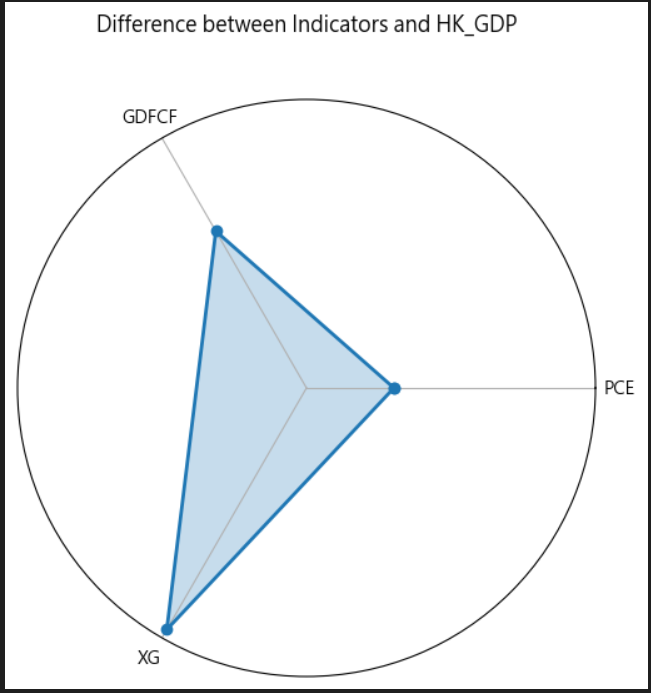 Difference between Indicators and HK_GDP
GDFCF
PCE
XG